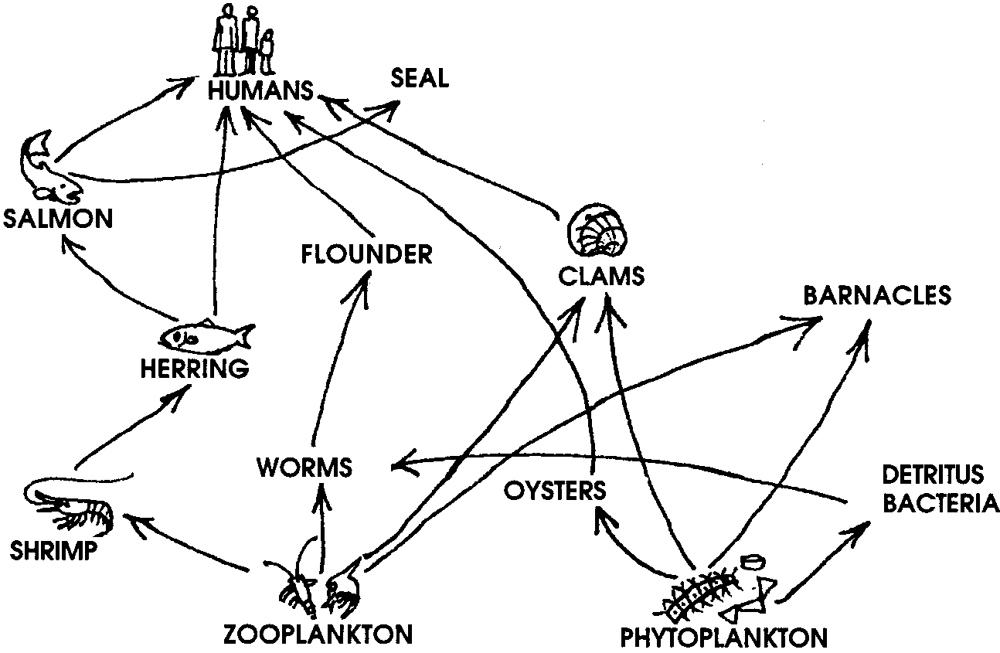 HUMANS
SEAL
SALMON
FLOUNDER
CLAMS
BARNACLES
HERRING
WORMS
OYSTERS
DETRITUS
BACTERIA
SHRIMP
ZOOPLANKTON
PHYTOPLANKTON